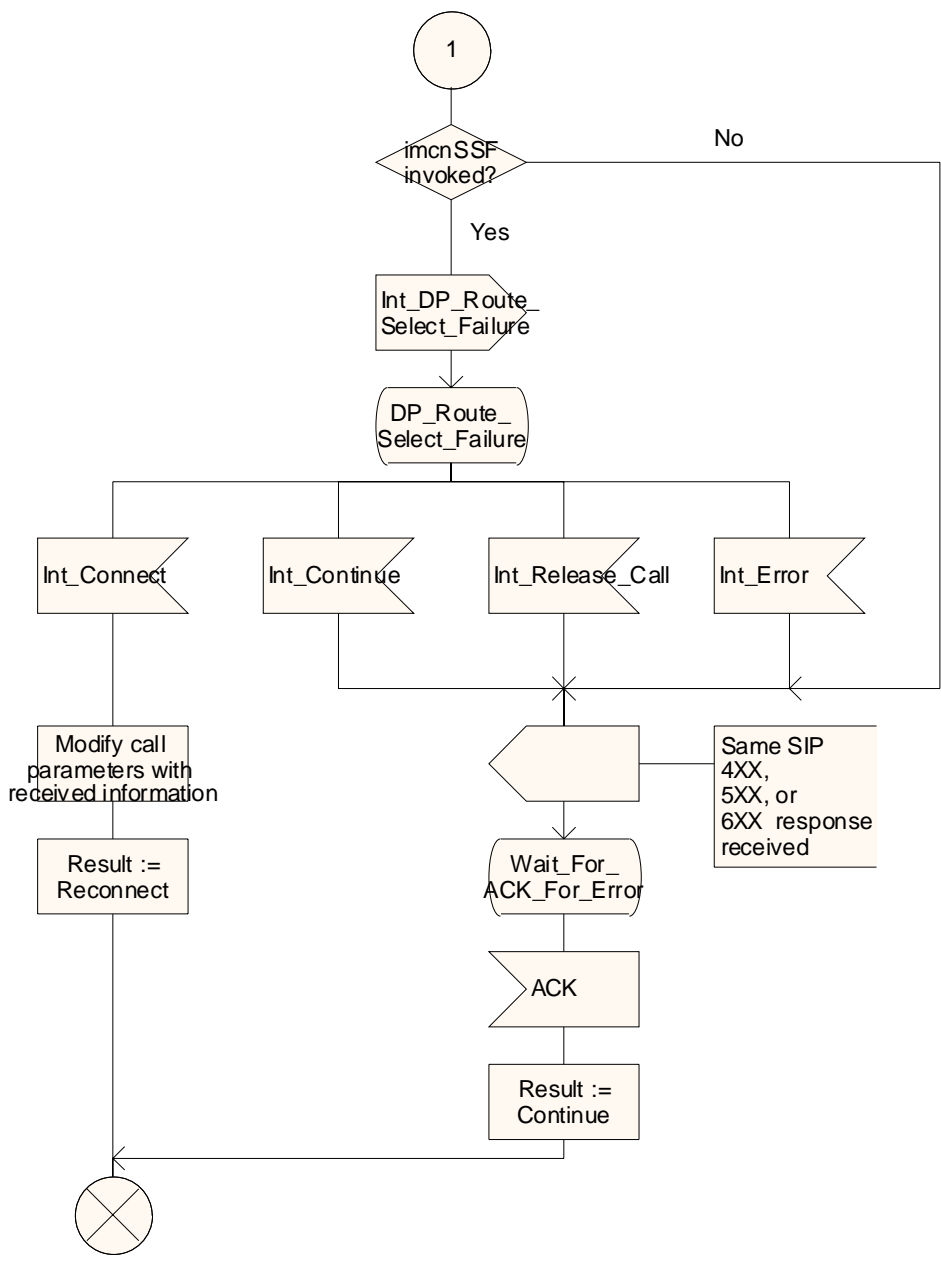 1
imcnSSF
invoked?
No
Yes
Int_DP_Route_
Select_Failure
DP_Route_
Select_Failure
Int_Connect
Int_Continue
Int_Release_Call
Int_Error
Modify call
parameters with
received information
Same SIP
4XX,
5XX, or
6XX response
received
Result :=
Reconnect
Wait_For_
ACK_For_Error
ACK
Result :=
Continue